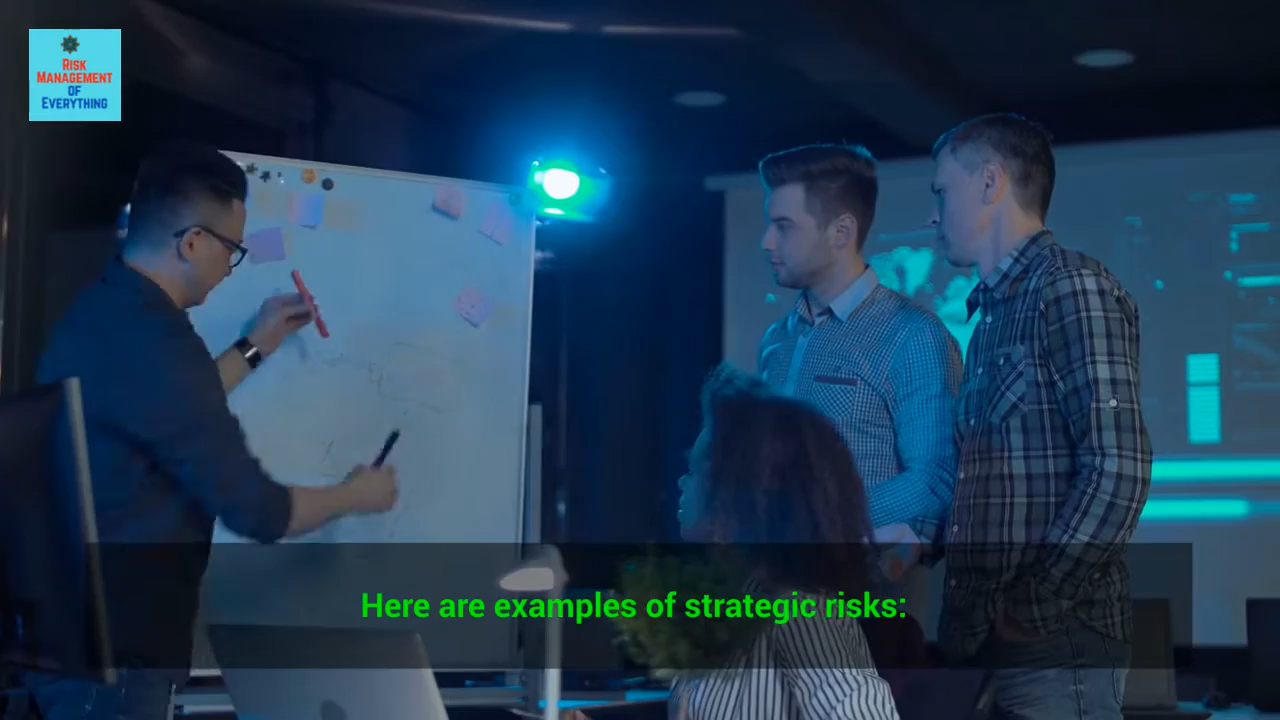 Risk
Management
of
Everything
Here are examples of strategic risks: